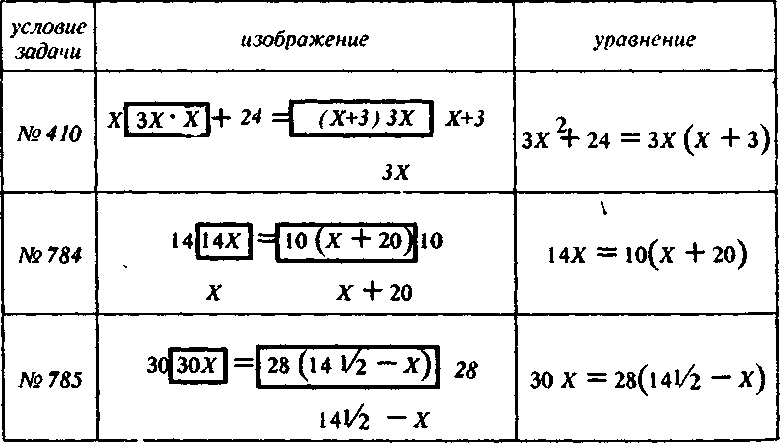 условие задачи изображение уравнение
№ 410 X 3X · X + 24 = (X+3) 3X X+3 3X² + 24 = 3X (X + 3)
3X
№ 784 14 14X = 10 (X + 20) 10 14X = 10(X + 20)
X X + 20
№ 785 30 30X = 28 (14 1/2 − X) 28 30 X = 28(14 1/2 − X)
14 1/2 − X